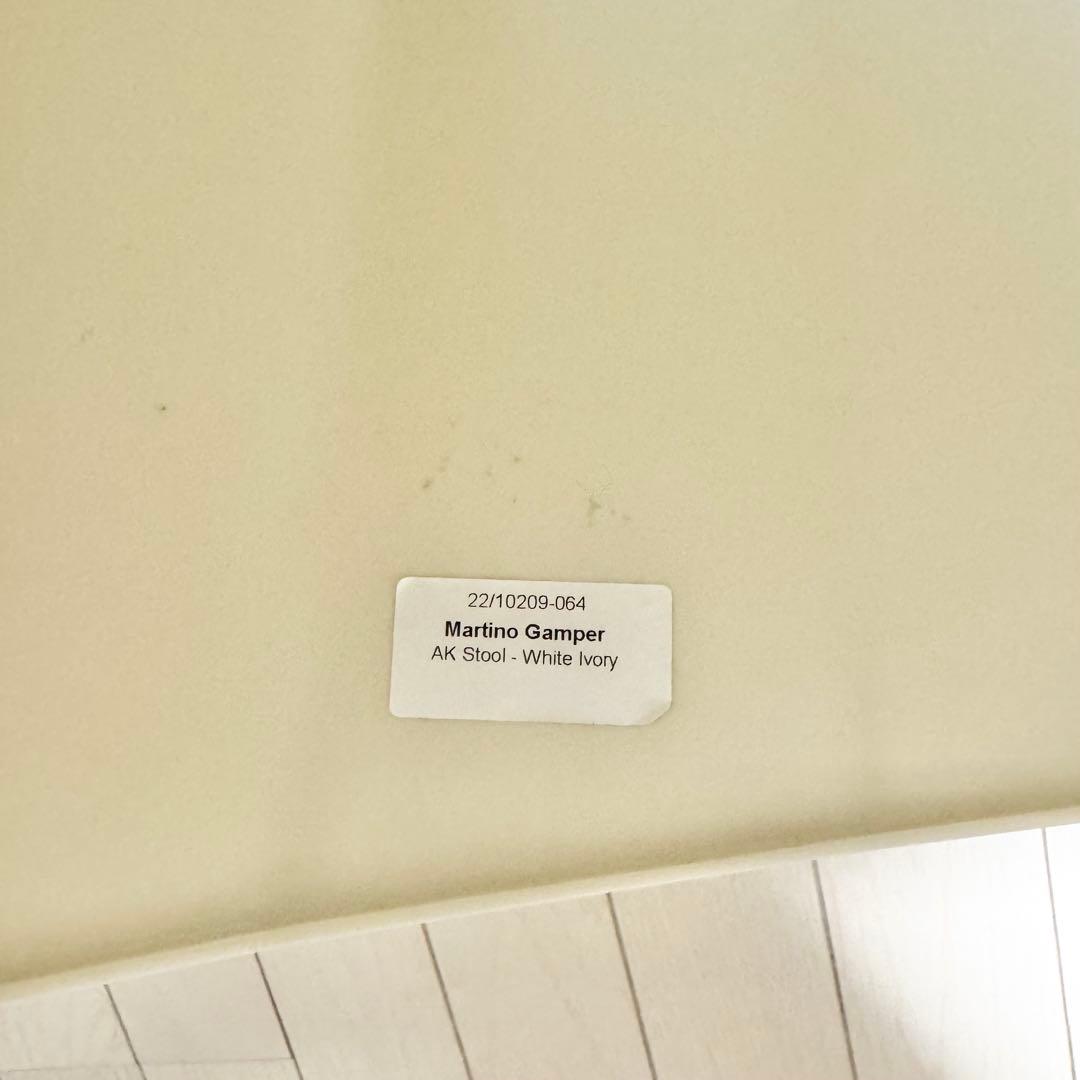 22/10209-064
Martino Gamper
AK Stool - White Ivory